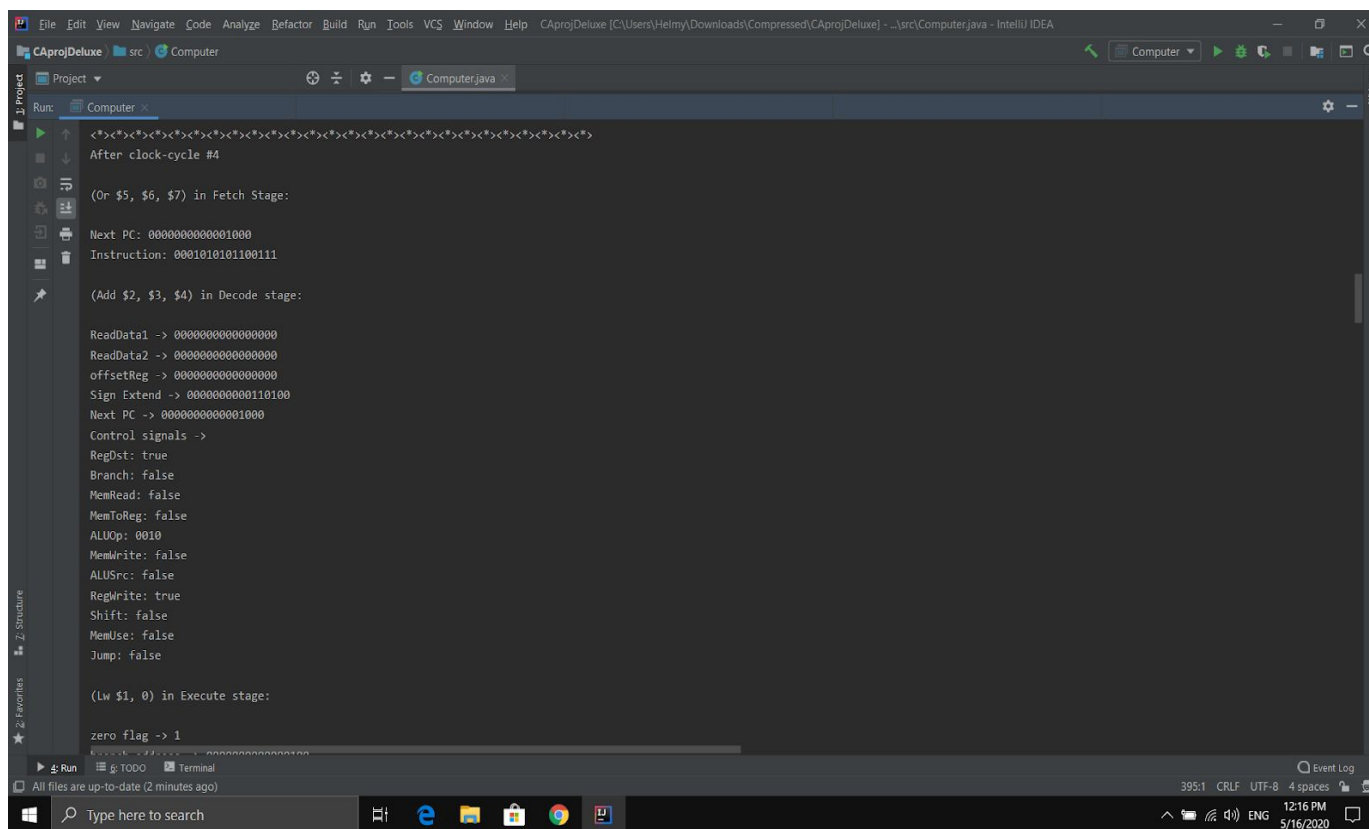 File Edit View Navigate Code Analyze Refactor Build Run Tools VCS Window Help CAprojDeluxe [C:\Users\Helmy\Downloads\Compressed\CAprojDeluxe] - ...\src\Computer.java - IntelliJ IDEA
CAprojDeluxe src Computer Computer
1: Project Project Computer.java
Run: Computer
<*><*><*><*><*><*><*><*><*><*><*><*><*><*><*><*><*><*><*><*><*>
After clock-cycle #4
(Or $5, $6, $7) in Fetch Stage:
Next PC: 0000000000001000
Instruction: 0001010101100111
(Add $2, $3, $4) in Decode stage:
ReadData1 -> 0000000000000000
ReadData2 -> 0000000000000000
offsetReg -> 0000000000000000
Sign Extend -> 0000000000110100
Next PC -> 0000000000001000
Control signals ->
RegDst: true
Branch: false
MemRead: false
MemToReg: false
ALUOp: 0010
MemWrite: false
ALUSrc: false
RegWrite: true
Shift: false
MemUse: false
Jump: false
(Lw $1, 0) in Execute stage:
zero flag -> 1
7: Structure
2: Favorites
4: Run 6: TODO Terminal Event Log
All files are up-to-date (2 minutes ago) 395:1 CRLF UTF-8 4 spaces
Type here to search ENG 12:16 PM
5/16/2020